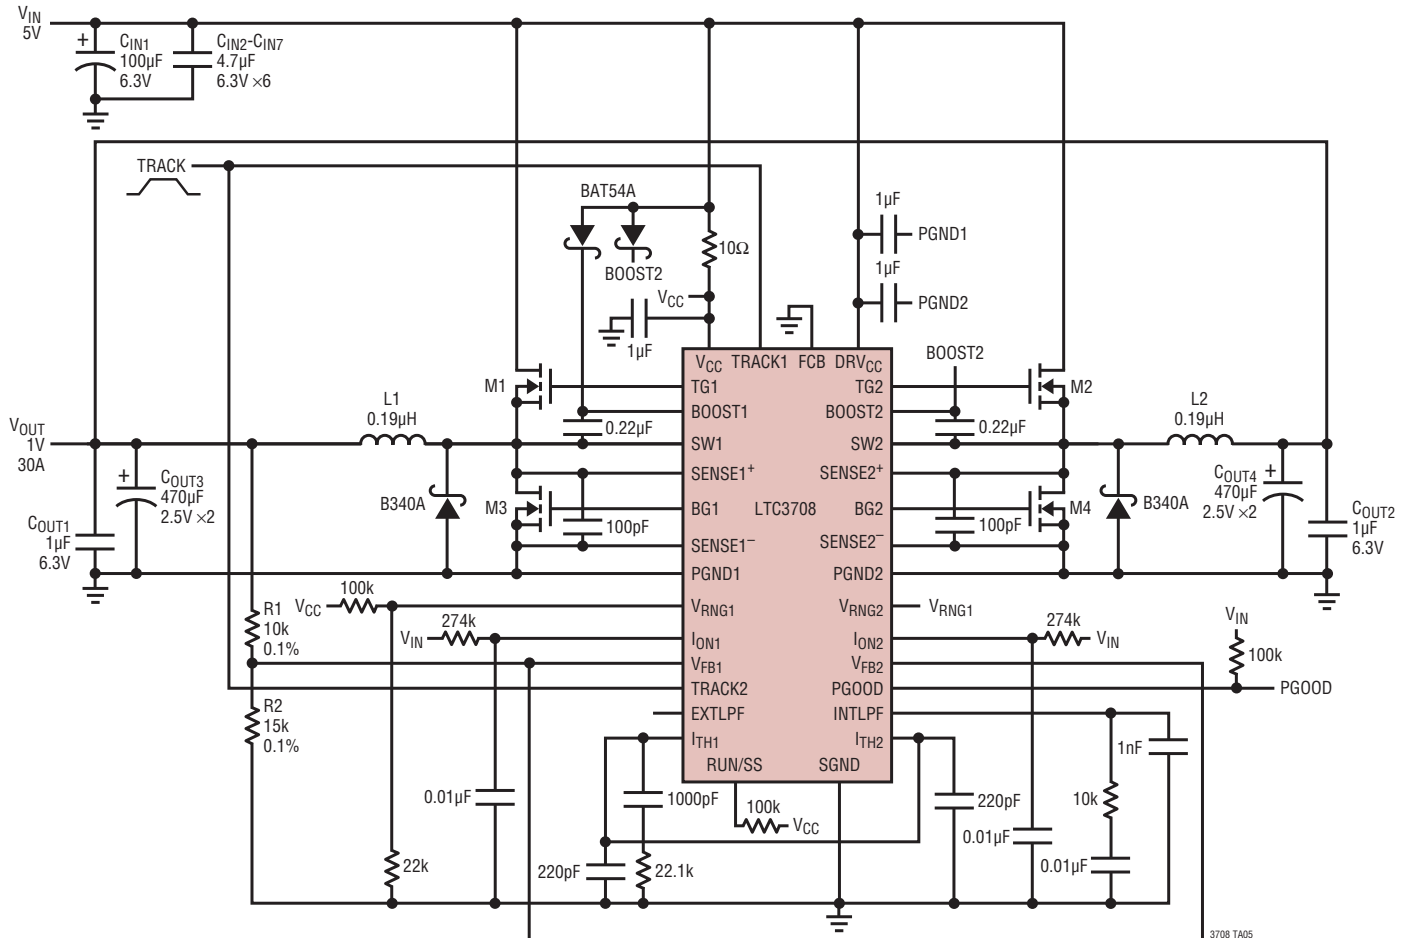 VIN
5V
+
CIN1
100µF
6.3V
CIN2-CIN7
4.7µF
6.3V ×6
TRACK
BAT54A
BOOST2
10Ω
VCC
1µF
1µF
PGND1
1µF
PGND2
BOOST2
VCC TRACK1 FCB DRVCC
M1
TG1
TG2
M2
BOOST1
BOOST2
0.22µF
0.22µF
L1
0.19µH
L2
0.19µH
VOUT
1V
30A
SW1
SW2
SENSE1+
SENSE2+
+
COUT3
470µF
2.5V ×2
B340A
M3
BG1
LTC3708
BG2
M4
B340A
COUT4
+
470µF
2.5V ×2
100pF
100pF
COUT1
1µF
6.3V
COUT2
1µF
6.3V
SENSE1−
SENSE2−
PGND1
PGND2
R1
10k
0.1%
VCC
100k
VRNG1
VRNG2
VRNG1
VIN
274k
ION1
ION2
274k
VIN
VIN
100k
VFB1
VFB2
TRACK2
PGOOD
PGOOD
R2
15k
0.1%
EXTLPF
INTLPF
ITH1
ITH2
1nF
RUN/SS
SGND
0.01µF
1000pF
100k
VCC
220pF
10k
0.01µF
22k
220pF
22.1k
0.01µF
3708 TA05